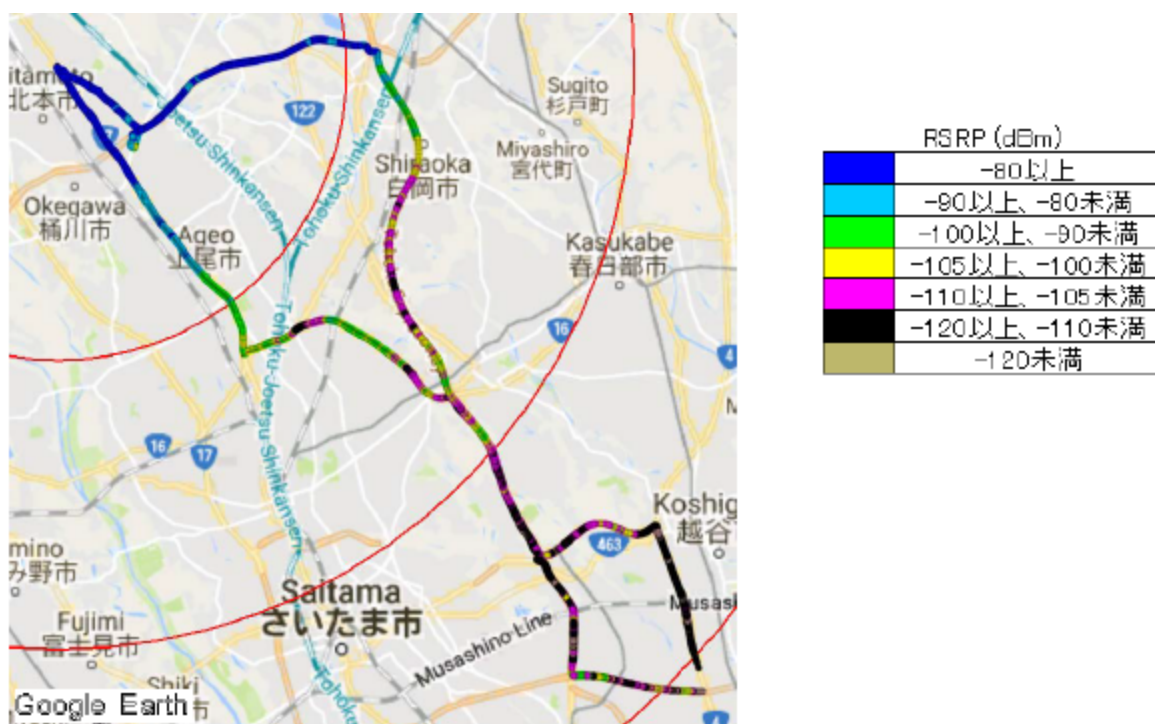 itamoto
北本市
122
Joetsu Shinkansen
Tohoku Shinkansen
Sugito
杉戸町
Miyashiro
宮代町
Shiraoka
白岡市
Okegawa
桶川市
Ageo
上尾市
Kasukabe
春日部市
16
4
Tohoku-Joetsu Shinkansen
16
17
Koshig
越谷
463
mino
み野市
Saitama
さいたま市
Musash
Fujimi
富士見市
Musashino Line
Shiki
市
Tohoku
4
Google Earth
RSRP (dBm)
-80以上
-90以上、-80未満
-100以上、-90未満
-105以上、-100未満
-110以上、-105未満
-120以上、-110未満
-120未満